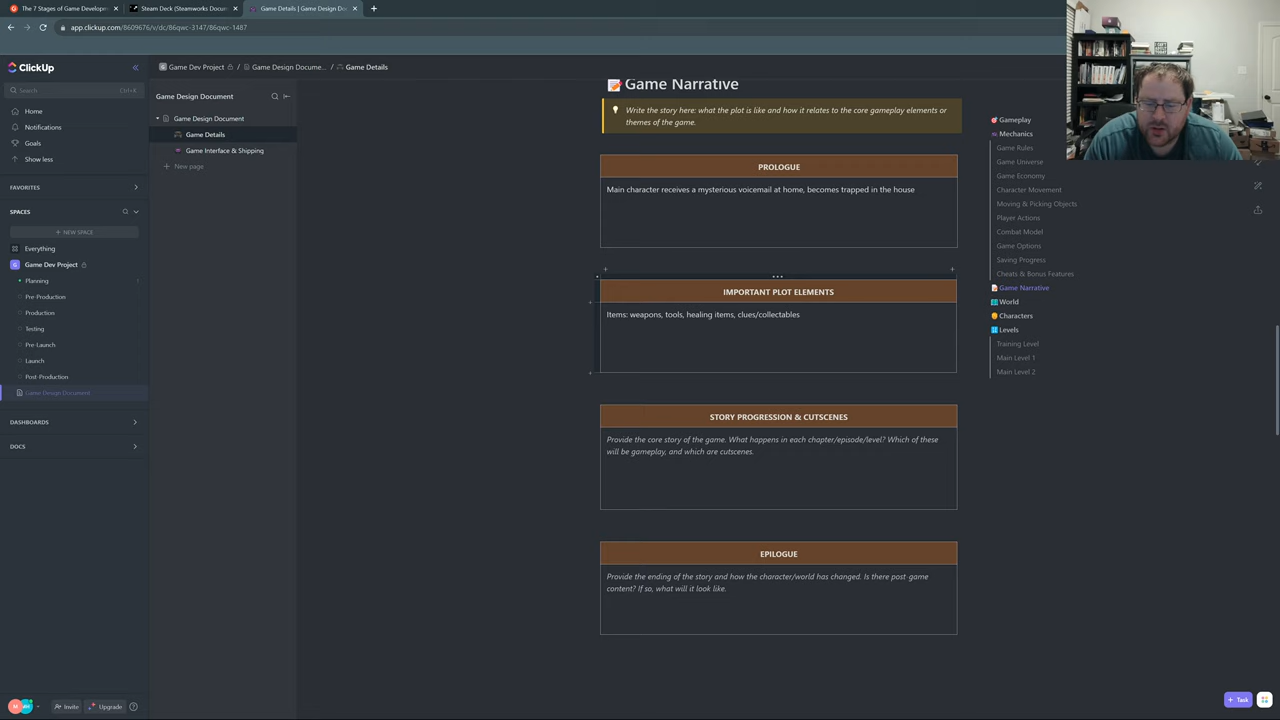 The 7 Stages of Game Developm
Steam Deck (Steamworks Docum
Game Details | Game Design Do
app.clickup.com/8609676/v/dc/86qwc-3147/86qwc-1487
ClickUp
Game Dev Project
/
Game Design Docume...
/
Game Details
Search
Ctrl+K
Home
Notifications
Goals
Show less
FAVORITES
SPACES
+ NEW SPACE
Everything
Game Dev Project
Planning
Pre-Production
Production
Testing
Pre-Launch
Launch
Post-Production
Game Design Document
DASHBOARDS
DOCS
Invite
Upgrade
Game Design Document
Game Design Document
Game Details
Game Interface & Shipping
+ New page
Game Narrative
Write the story here: what the plot is like and how it relates to the core gameplay elements or
themes of the game.
PROLOGUE
Main character receives a mysterious voicemail at home, becomes trapped in the house
IMPORTANT PLOT ELEMENTS
Items: weapons, tools, healing items, clues/collectables
STORY PROGRESSION & CUTSCENES
Provide the core story of the game. What happens in each chapter/episode/level? Which of these
will be gameplay, and which are cutscenes.
EPILOGUE
Provide the ending of the story and how the character/world has changed. Is there post-game
content? If so, what will it look like.
Gameplay
Mechanics
Game Rules
Game Universe
Game Economy
Character Movement
Moving & Picking Objects
Player Actions
Combat Model
Game Options
Saving Progress
Cheats & Bonus Features
Game Narrative
World
Characters
Levels
Training Level
Main Level 1
Main Level 2
+ Task